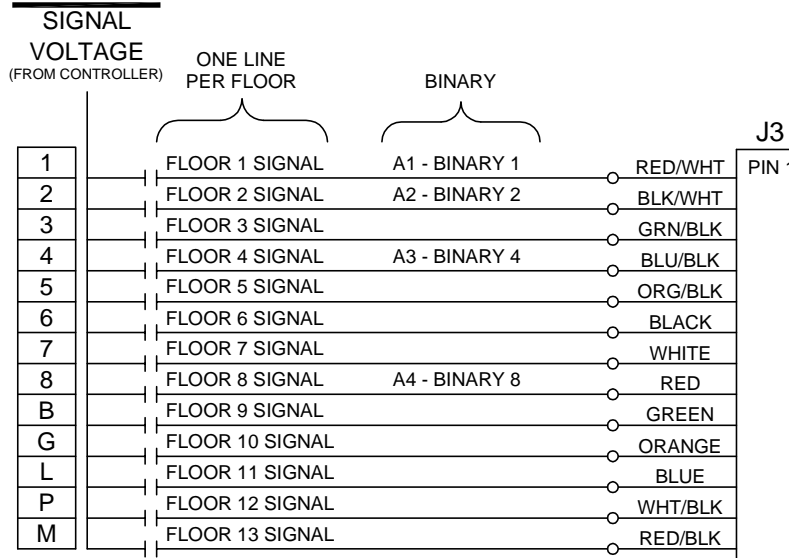 SIGNAL
VOLTAGE
(FROM CONTROLLER)
ONE LINE
PER FLOOR
BINARY
J3
1 FLOOR 1 SIGNAL A1 - BINARY 1 RED/WHT PIN 1
2 FLOOR 2 SIGNAL A2 - BINARY 2 BLK/WHT
3 FLOOR 3 SIGNAL GRN/BLK
4 FLOOR 4 SIGNAL A3 - BINARY 4 BLU/BLK
5 FLOOR 5 SIGNAL ORG/BLK
6 FLOOR 6 SIGNAL BLACK
7 FLOOR 7 SIGNAL WHITE
8 FLOOR 8 SIGNAL A4 - BINARY 8 RED
B FLOOR 9 SIGNAL GREEN
G FLOOR 10 SIGNAL ORANGE
L FLOOR 11 SIGNAL BLUE
P FLOOR 12 SIGNAL WHT/BLK
M FLOOR 13 SIGNAL RED/BLK